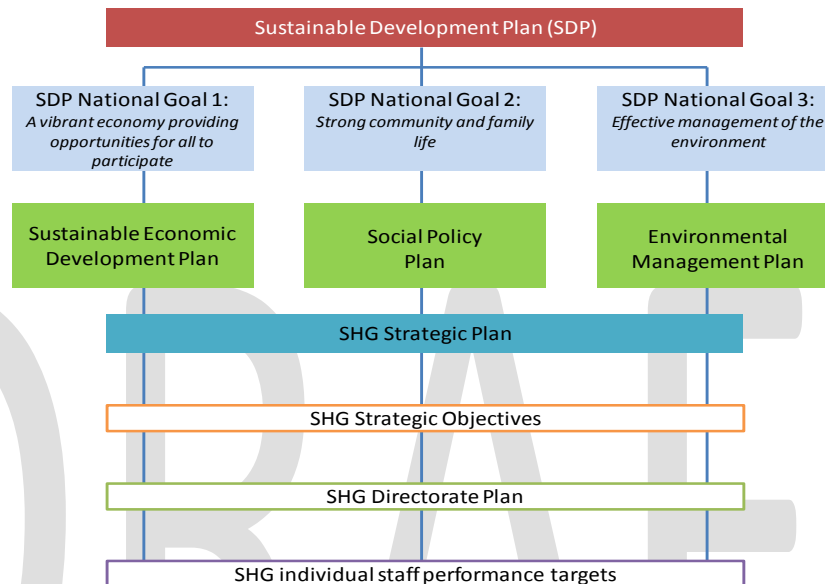 Sustainable Development Plan (SDP)
SDP National Goal 1:
A vibrant economy providing
opportunities for all to
participate
SDP National Goal 2:
Strong community and family
life
SDP National Goal 3:
Effective management of the
environment
Sustainable Economic
Development Plan
Social Policy
Plan
Environmental
Management Plan
SHG Strategic Plan
SHG Strategic Objectives
SHG Directorate Plan
SHG individual staff performance targets